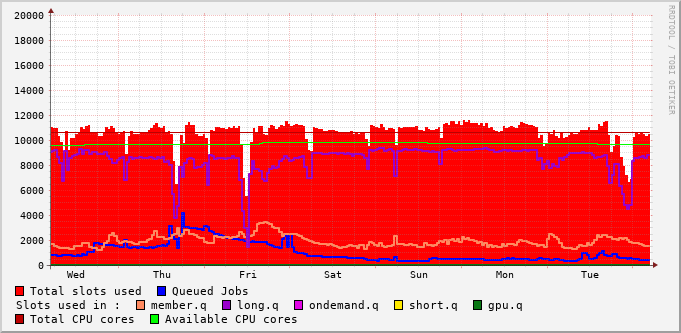 20000
18000
16000
14000
12000
10000
8000
6000
4000
2000
0
Wed Thu Fri Sat Sun Mon Tue
Total slots used Queued Jobs
Slots used in : member.q long.q ondemand.q short.q gpu.q
Total CPU cores Available CPU cores
RRDTOOL / TOBI OETIKER